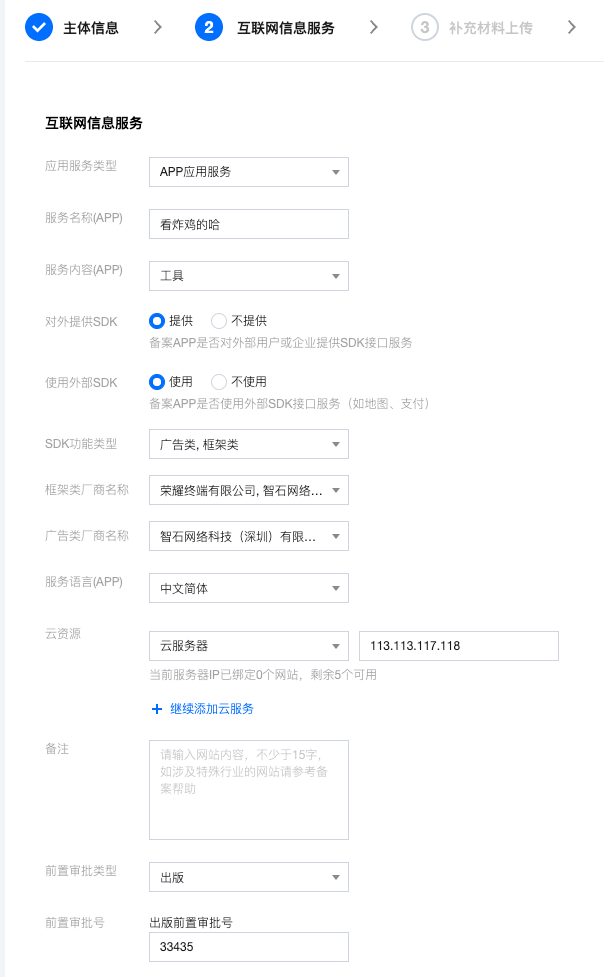 主体信息 2 互联网信息服务 3 补充材料上传
互联网信息服务
应用服务类型 APP应用服务
服务名称(APP) 看炸鸡的哈
服务内容(APP) 工具
对外提供SDK 提供 不提供
备案APP是否对外部用户或企业提供SDK接口服务
使用外部SDK 使用 不使用
备案APP是否使用外部SDK接口服务（如地图、支付）
SDK功能类型 广告类, 框架类
框架类厂商名称 荣耀终端有限公司, 智石网络...
广告类厂商名称 智石网络科技（深圳）有限...
服务语言(APP) 中文简体
云资源 云服务器 113.113.117.118
当前服务器IP已绑定0个网站，剩余5个可用
+ 继续添加云服务
备注 请输入网站内容，不少于15字，
如涉及特殊行业的网站请参考备
案帮助
前置审批类型 出版
前置审批号 出版前置审批号
33435